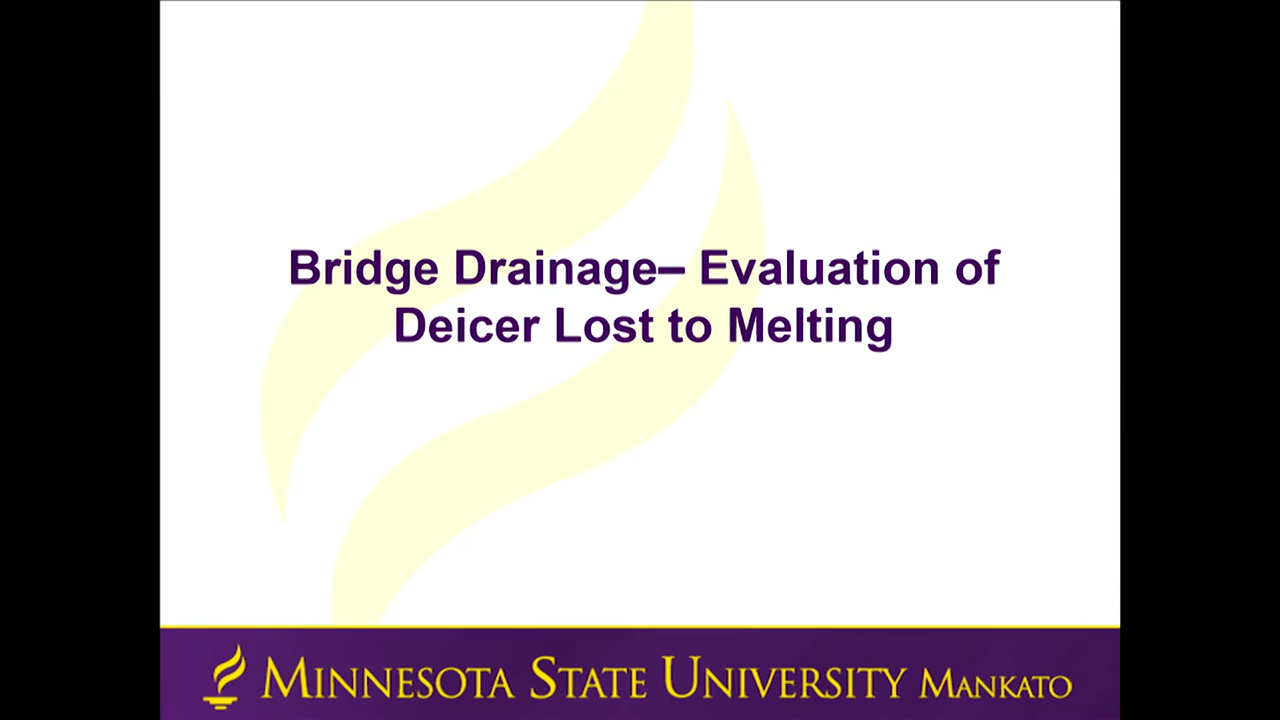 Bridge Drainage– Evaluation of
Deicer Lost to Melting
MINNESOTA STATE UNIVERSITY MANKATO